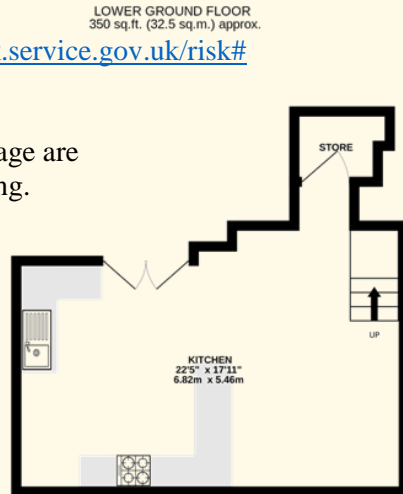 LOWER GROUND FLOOR
350 sq.ft. (32.5 sq.m.) approx.
.service.gov.uk/risk#
age are
ng.
STORE
UP
KITCHEN
22'5" x 17'11"
6.82m x 5.46m